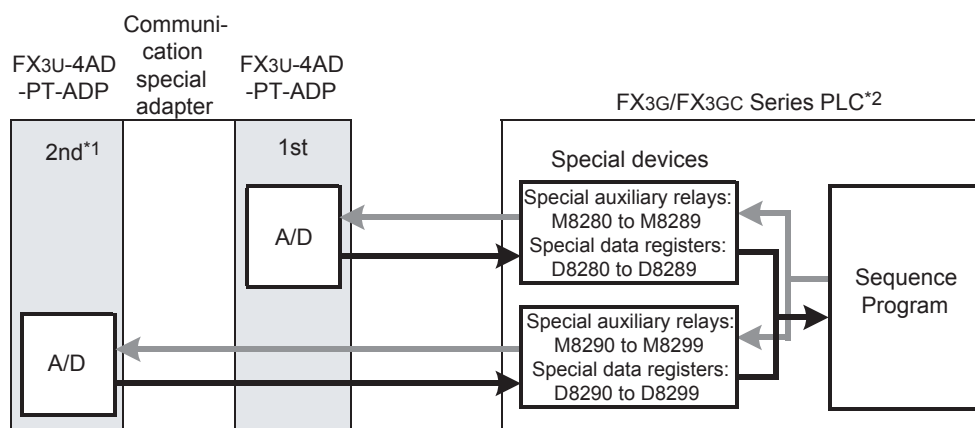 Communi-
cation
special
adapter
FX3U-4AD
-PT-ADP
FX3U-4AD
-PT-ADP
FX3G/FX3GC Series PLC*2
2nd*1
1st
Special devices
Special auxiliary relays:
M8280 to M8289
Special data registers:
D8280 to D8289
A/D
Sequence
Program
Special auxiliary relays:
M8290 to M8299
Special data registers:
D8290 to D8299
A/D